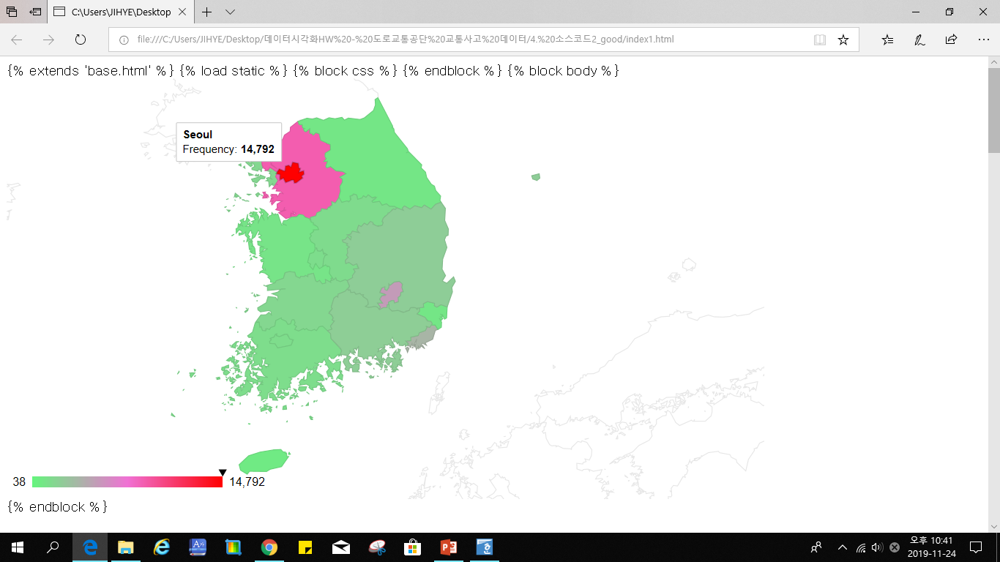 C:\Users\JIHYE\Desktop
file:///C:/Users/JIHYE/Desktop/데이터시각화HW%20-%20도로교통공단%20교통사고%20데이터/4.%20소스코드2_good/index1.html
{% extends 'base.html' %} {% load static %} {% block css %} {% endblock %} {% block body %}
Seoul
Frequency: 14,792
38
14,792
{% endblock %}
오후 10:41
2019-11-24